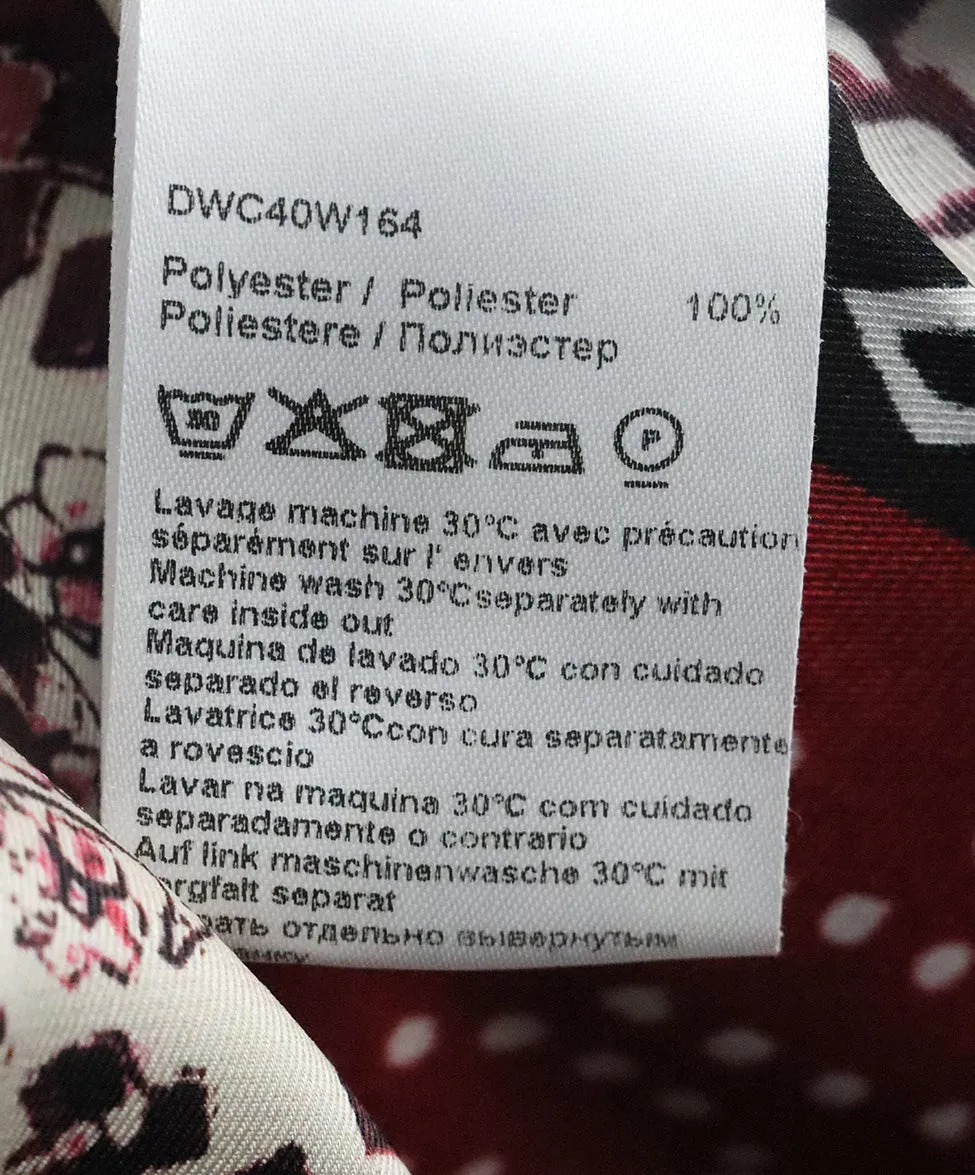 DWC40W164
Polyester / Poliester 100%
Poliestere / Полиэстер
30
P
Lavage machine 30°C avec précaution
séparément sur l' envers
Machine wash 30°Cseparately with
care inside out
Maquina de lavado 30°C con cuidado
separado el reverso
Lavatrice 30°Ccon cura separatamente
a rovescio
Lavar na maquina 30°C com cuidado
separadamente o contrario
Auf link maschinenwasche 30°C mit
rgfalt separat
отдельно вывернутым